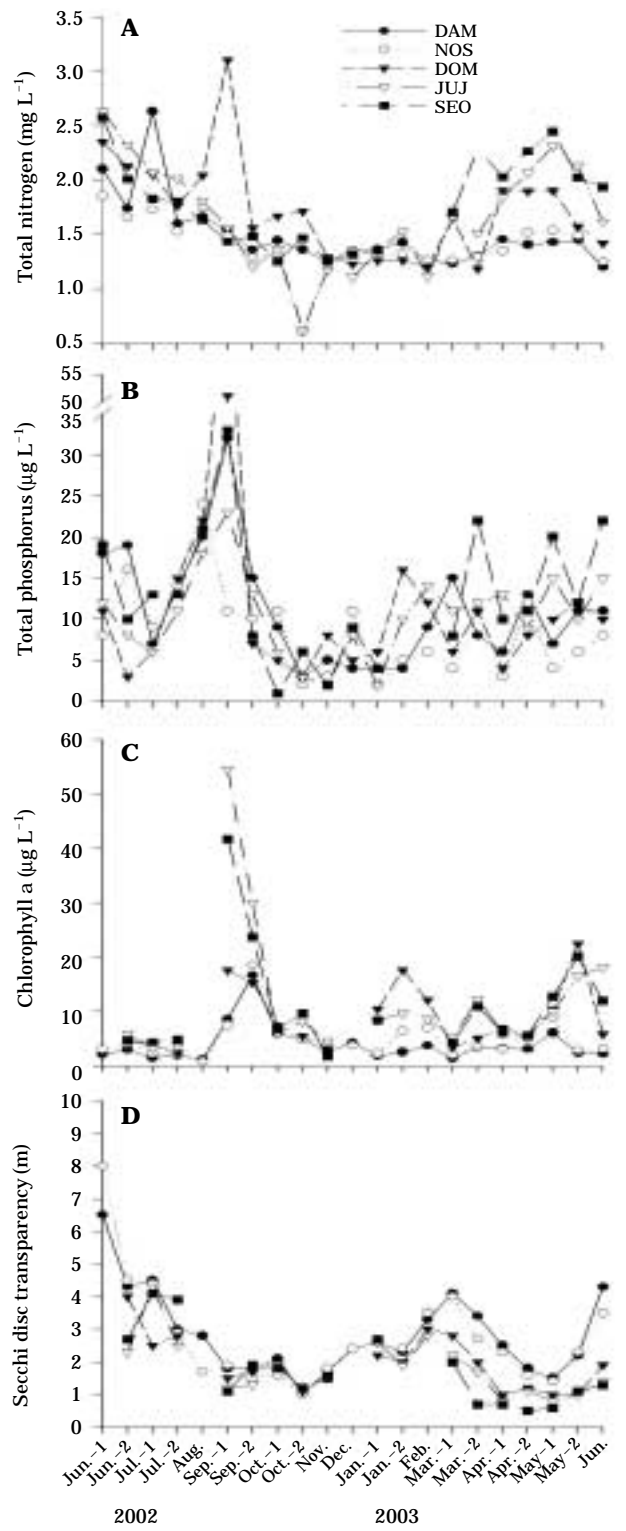 A
DAM
NOS
DOM
JUJ
SEO
Total nitrogen (mg L⁻¹)
3.5
3.0
2.5
2.0
1.5
1.0
0.5
B
Total phosphorus (µg L⁻¹)
55
50
35
30
25
20
15
10
5
0
C
Chlorophyll a (µg L⁻¹)
60
50
40
30
20
10
0
D
Secchi disc transparency (m)
10
9
8
7
6
5
4
3
2
1
0
Jun.-1
Jun.-2
Jul.-1
Jul.-2
Aug.
Sep.-1
Sep.-2
Oct.-1
Oct.-2
Nov.
Dec.
Jan.-1
Jan.-2
Feb.
Mar.-1
Mar.-2
Apr.-1
Apr.-2
May-1
May-2
Jun.
2002
2003